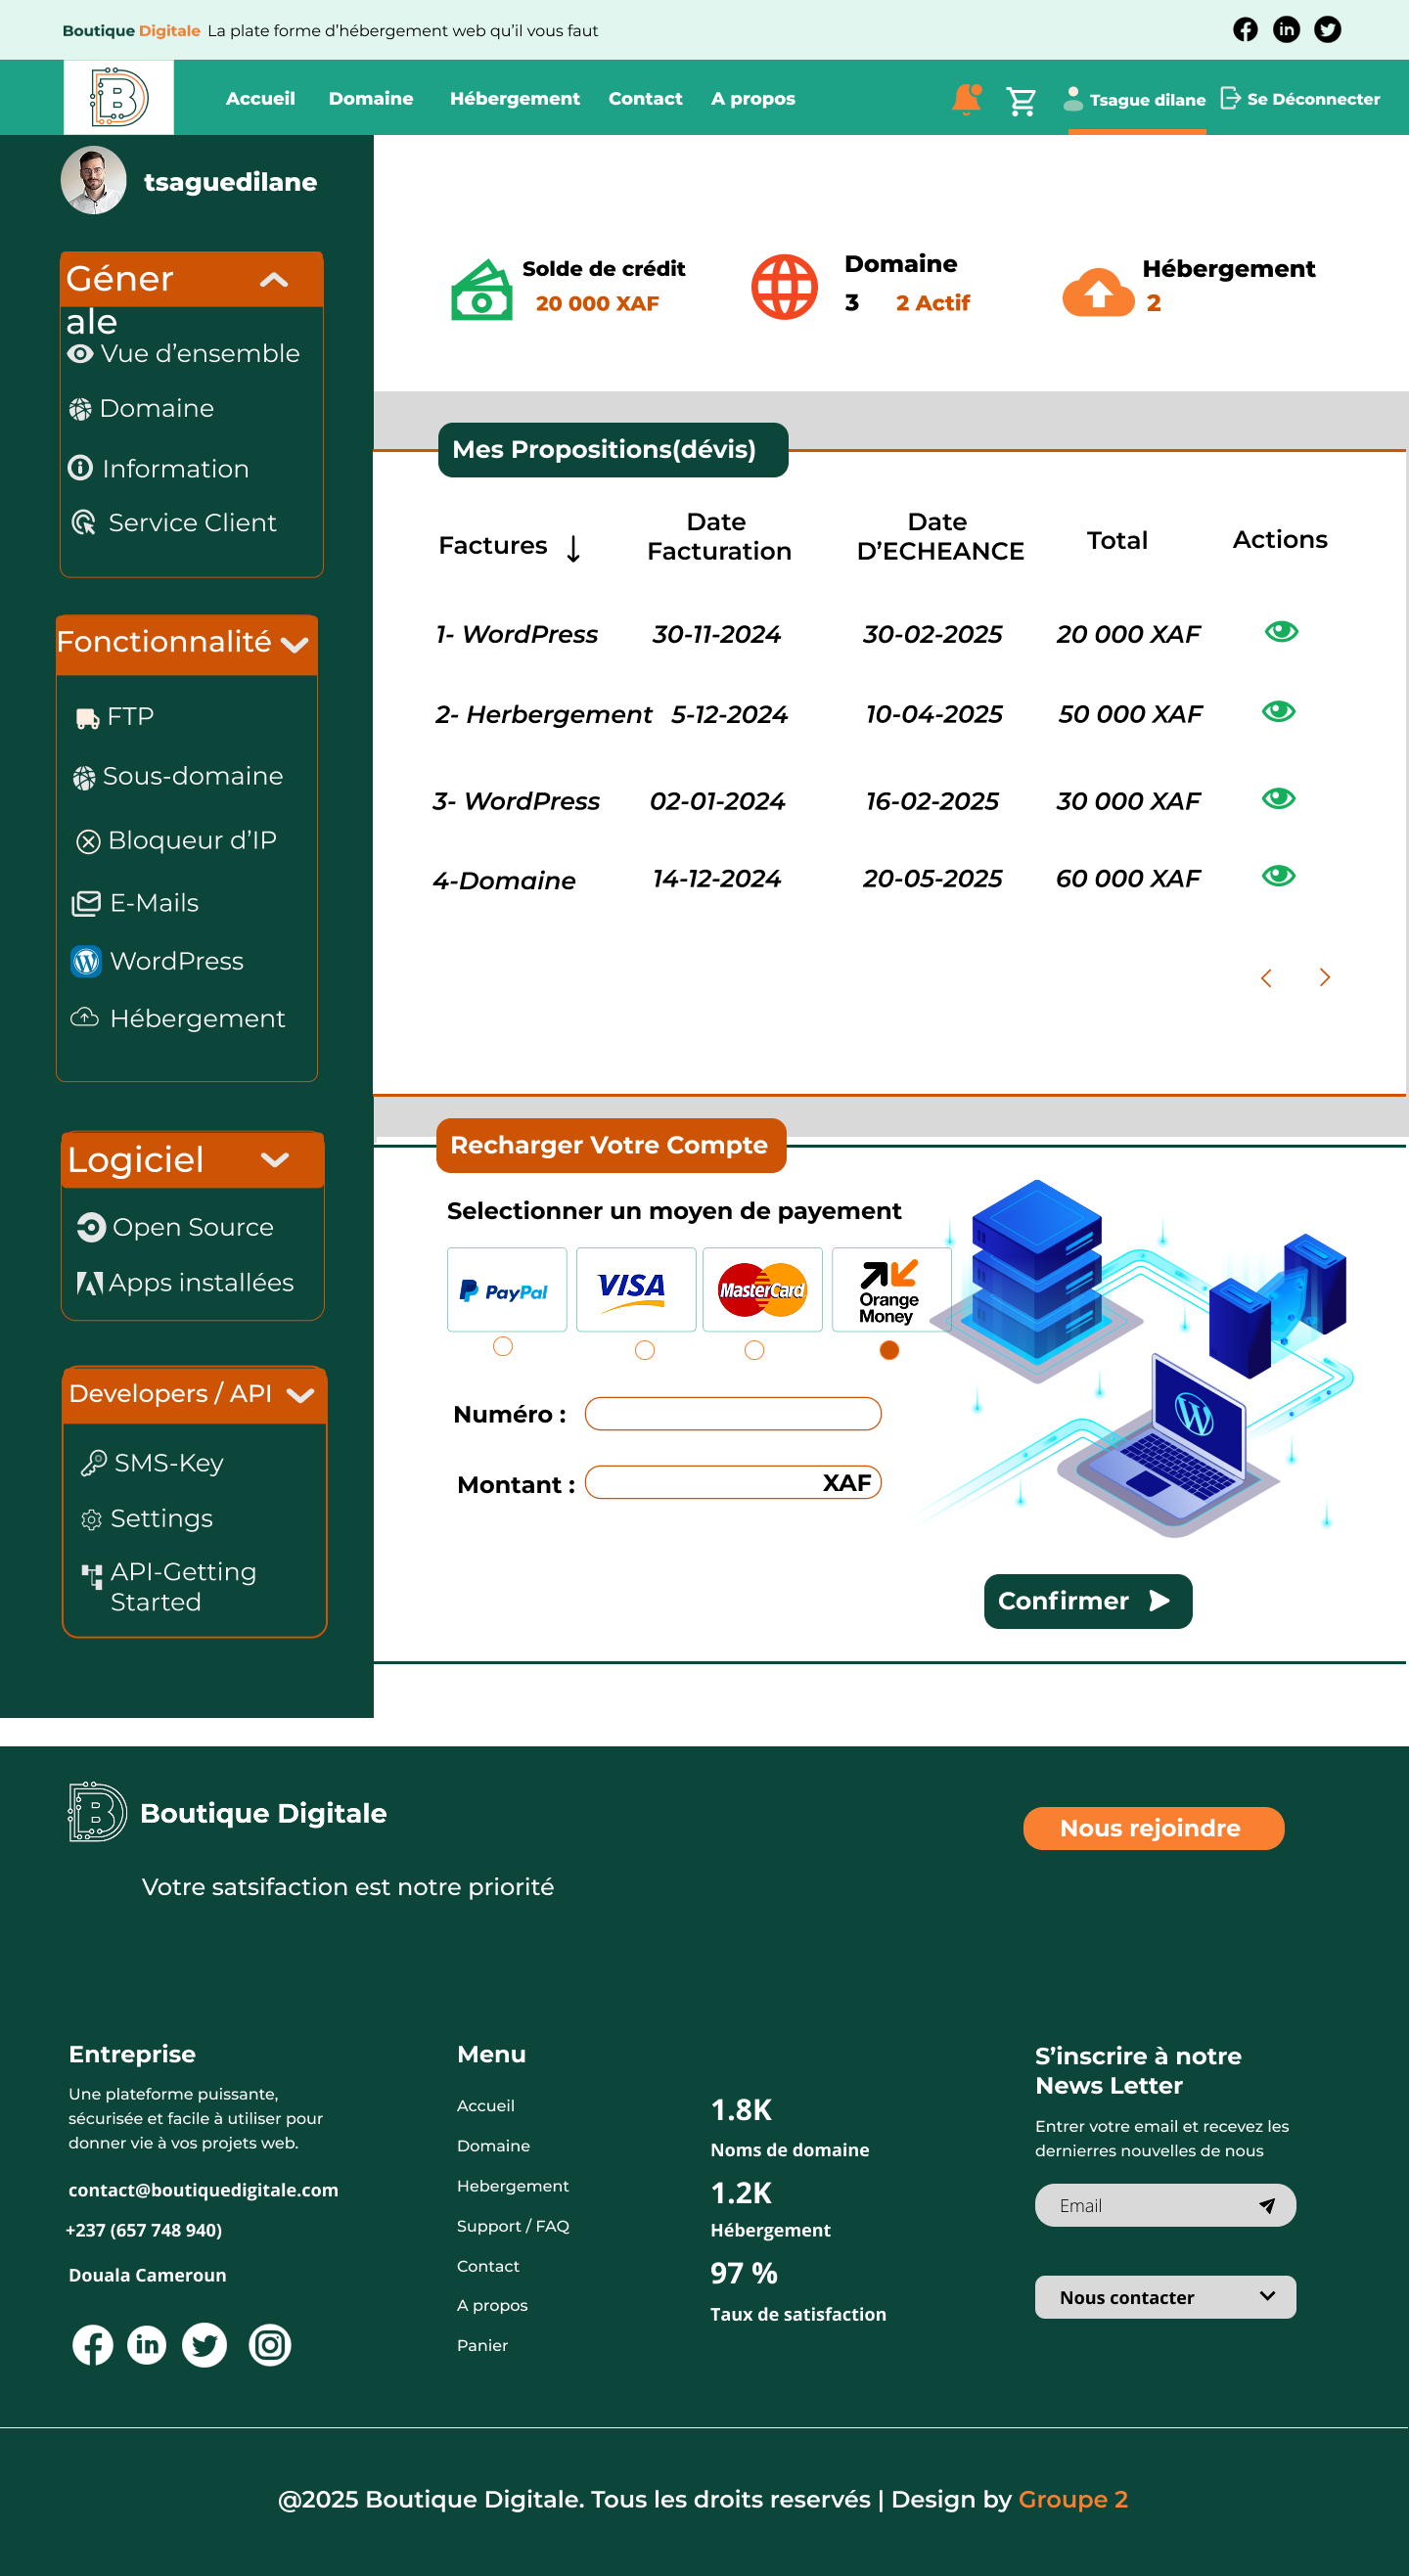 Boutique Digitale La plate forme d’hébergement web qu’il vous faut
Accueil Domaine Hébergement Contact A propos Tsague dilane Se Déconnecter
tsaguedilane
Géner
ale
Vue d’ensemble
Domaine
Information
Service Client
Fonctionnalité
FTP
Sous-domaine
Bloqueur d’IP
E-Mails
WordPress
Hébergement
Logiciel
Open Source
Apps installées
Developers / API
SMS-Key
Settings
API-Getting
Started
Solde de crédit
20 000 XAF
Domaine
3 2 Actif
Hébergement
2
Mes Propositions(dévis)
Factures
Date
Facturation
Date
D’ECHEANCE
Total
Actions
1- WordPress 30-11-2024 30-02-2025 20 000 XAF
2- Herbergement 5-12-2024 10-04-2025 50 000 XAF
3- WordPress 02-01-2024 16-02-2025 30 000 XAF
4-Domaine 14-12-2024 20-05-2025 60 000 XAF
Recharger Votre Compte
Selectionner un moyen de payement
PayPal
VISA
MasterCard
Orange
Money
Numéro :
Montant : XAF
Confirmer
Boutique Digitale
Votre satsifaction est notre priorité
Nous rejoindre
Entreprise
Une plateforme puissante,
sécurisée et facile à utiliser pour
donner vie à vos projets web.
contact@boutiquedigitale.com
+237 (657 748 940)
Douala Cameroun
Menu
Accueil
Domaine
Hebergement
Support / FAQ
Contact
A propos
Panier
1.8K
Noms de domaine
1.2K
Hébergement
97 %
Taux de satisfaction
S’inscrire à notre
News Letter
Entrer votre email et recevez les
dernierres nouvelles de nous
Email
Nous contacter
@2025 Boutique Digitale. Tous les droits reservés | Design by Groupe 2